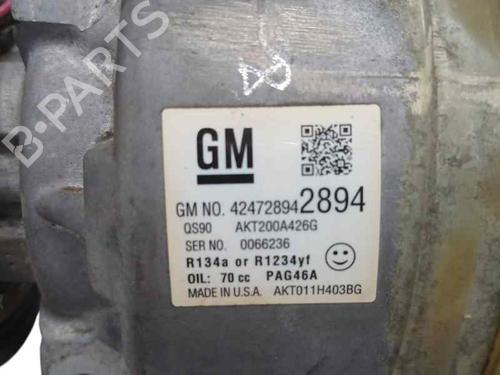 8
GM
GM NO. 42472894 2894
QS90 AKT200A426G
SER NO. 0066236
R134a or R1234yf
OIL: 70 cc PAG46A
MADE IN U.S.A. AKT011H403BG